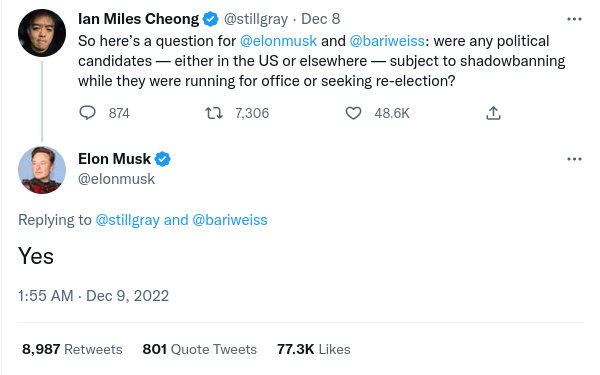 Ian Miles Cheong @stillgray · Dec 8
So here's a question for @elonmusk and @bariweiss: were any political
candidates — either in the US or elsewhere — subject to shadowbanning
while they were running for office or seeking re-election?
874 7,306 48.6K
Elon Musk
@elonmusk
Replying to @stillgray and @bariweiss
Yes
1:55 AM · Dec 9, 2022
8,987 Retweets 801 Quote Tweets 77.3K Likes